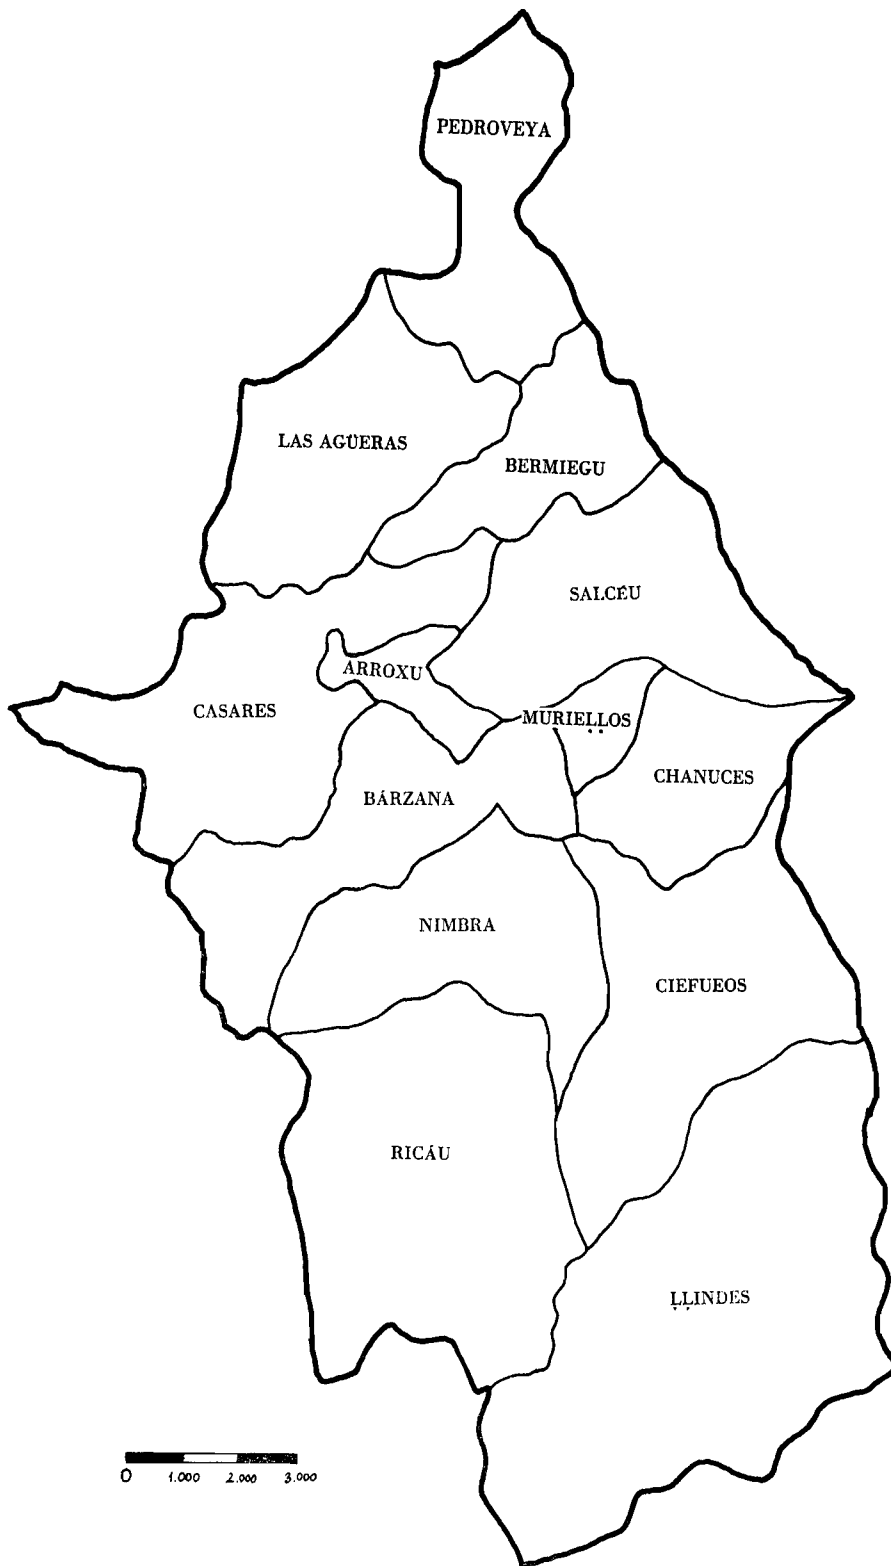 PEDROVEYA
LAS AGÜERAS
BERMIEGU
SALCÉU
ARROXU
CASARES
MURIEḶḶOS
CHANUCES
BÁRZANA
NIMBRA
CIEFUEOS
RICÁU
ḶḶINDES
0 1.000 2.000 3.000